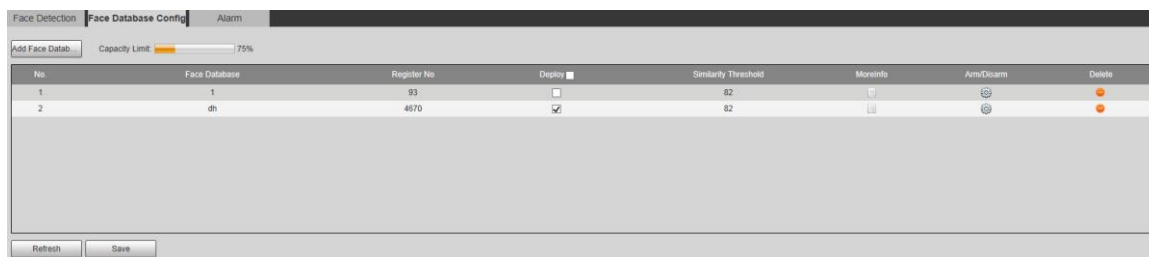 Face Detection Face Database Config Alarm
Add Face Datab... Capacity Limit: 75%
No. Face Database Register No Deploy Similarity Threshold MoreInfo Arm/Disarm Delete
1 1 93 82
2 dh 4670 82
Refresh Save